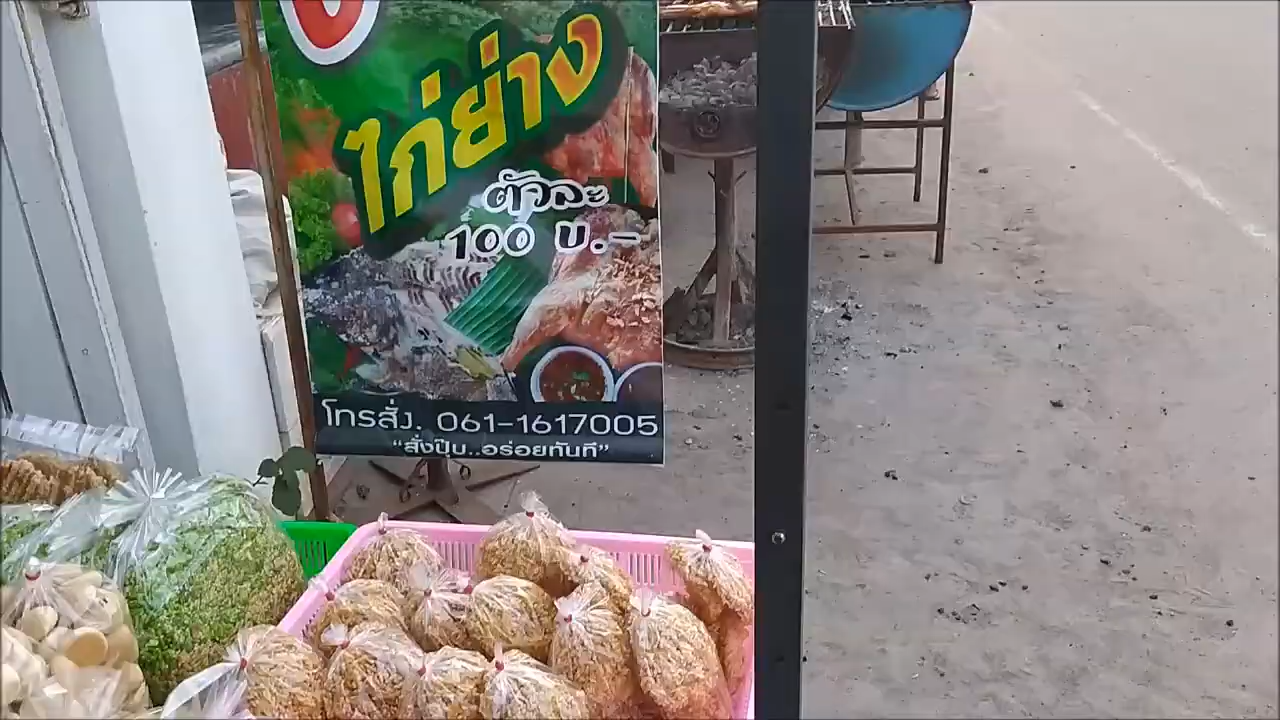 ไก่ย่าง
ตัวละ
100 บ.-
โทรสั่ง. 061-1617005
“สั่งปุ๊บ..อร่อยทันที”